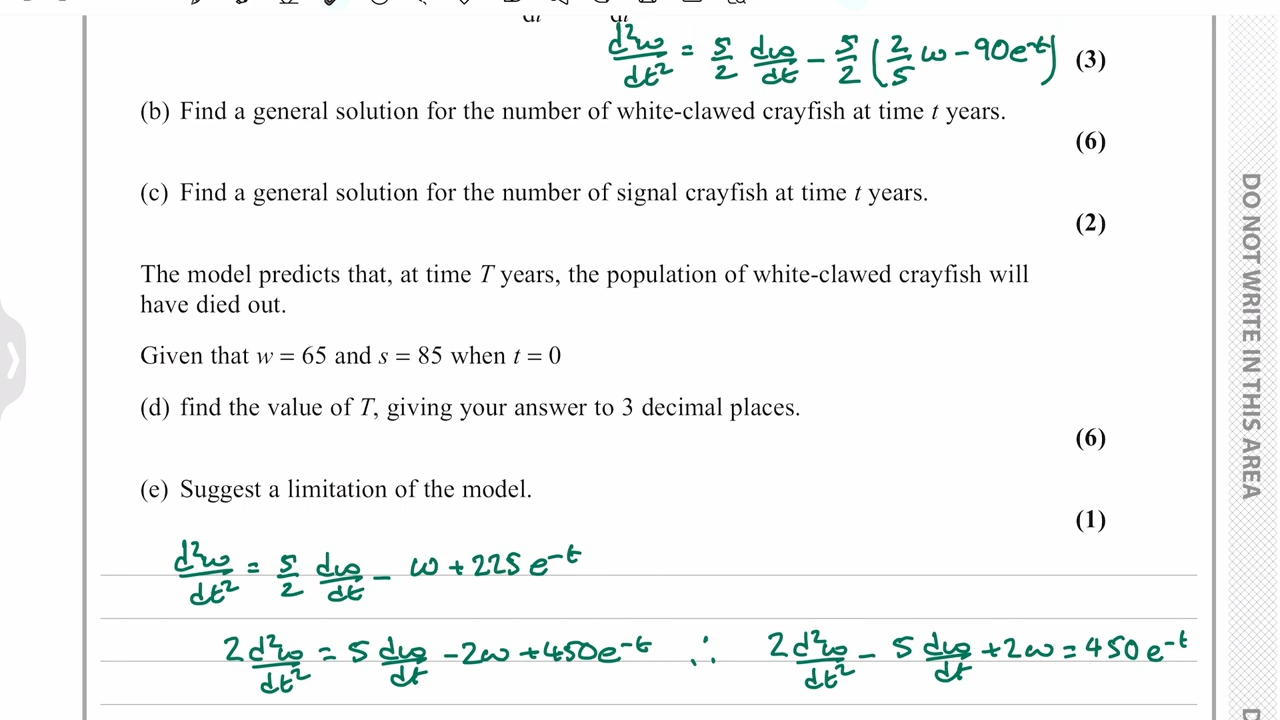 d²w/dt² = 5/2 dw/dt − 5/2 (2/5 w − 90e⁻ᵗ) (3)
(b) Find a general solution for the number of white-clawed crayfish at time t years.
(6)
(c) Find a general solution for the number of signal crayfish at time t years.
(2)
The model predicts that, at time T years, the population of white-clawed crayfish will
have died out.
Given that w = 65 and s = 85 when t = 0
(d) find the value of T, giving your answer to 3 decimal places.
(6)
(e) Suggest a limitation of the model.
(1)
d²w/dt² = 5/2 dw/dt − w + 225e⁻ᵗ
2 d²w/dt² = 5 dw/dt − 2w + 450e⁻ᵗ ∴ 2 d²w/dt² − 5 dw/dt + 2w = 450e⁻ᵗ
DO NOT WRITE IN THIS AREA